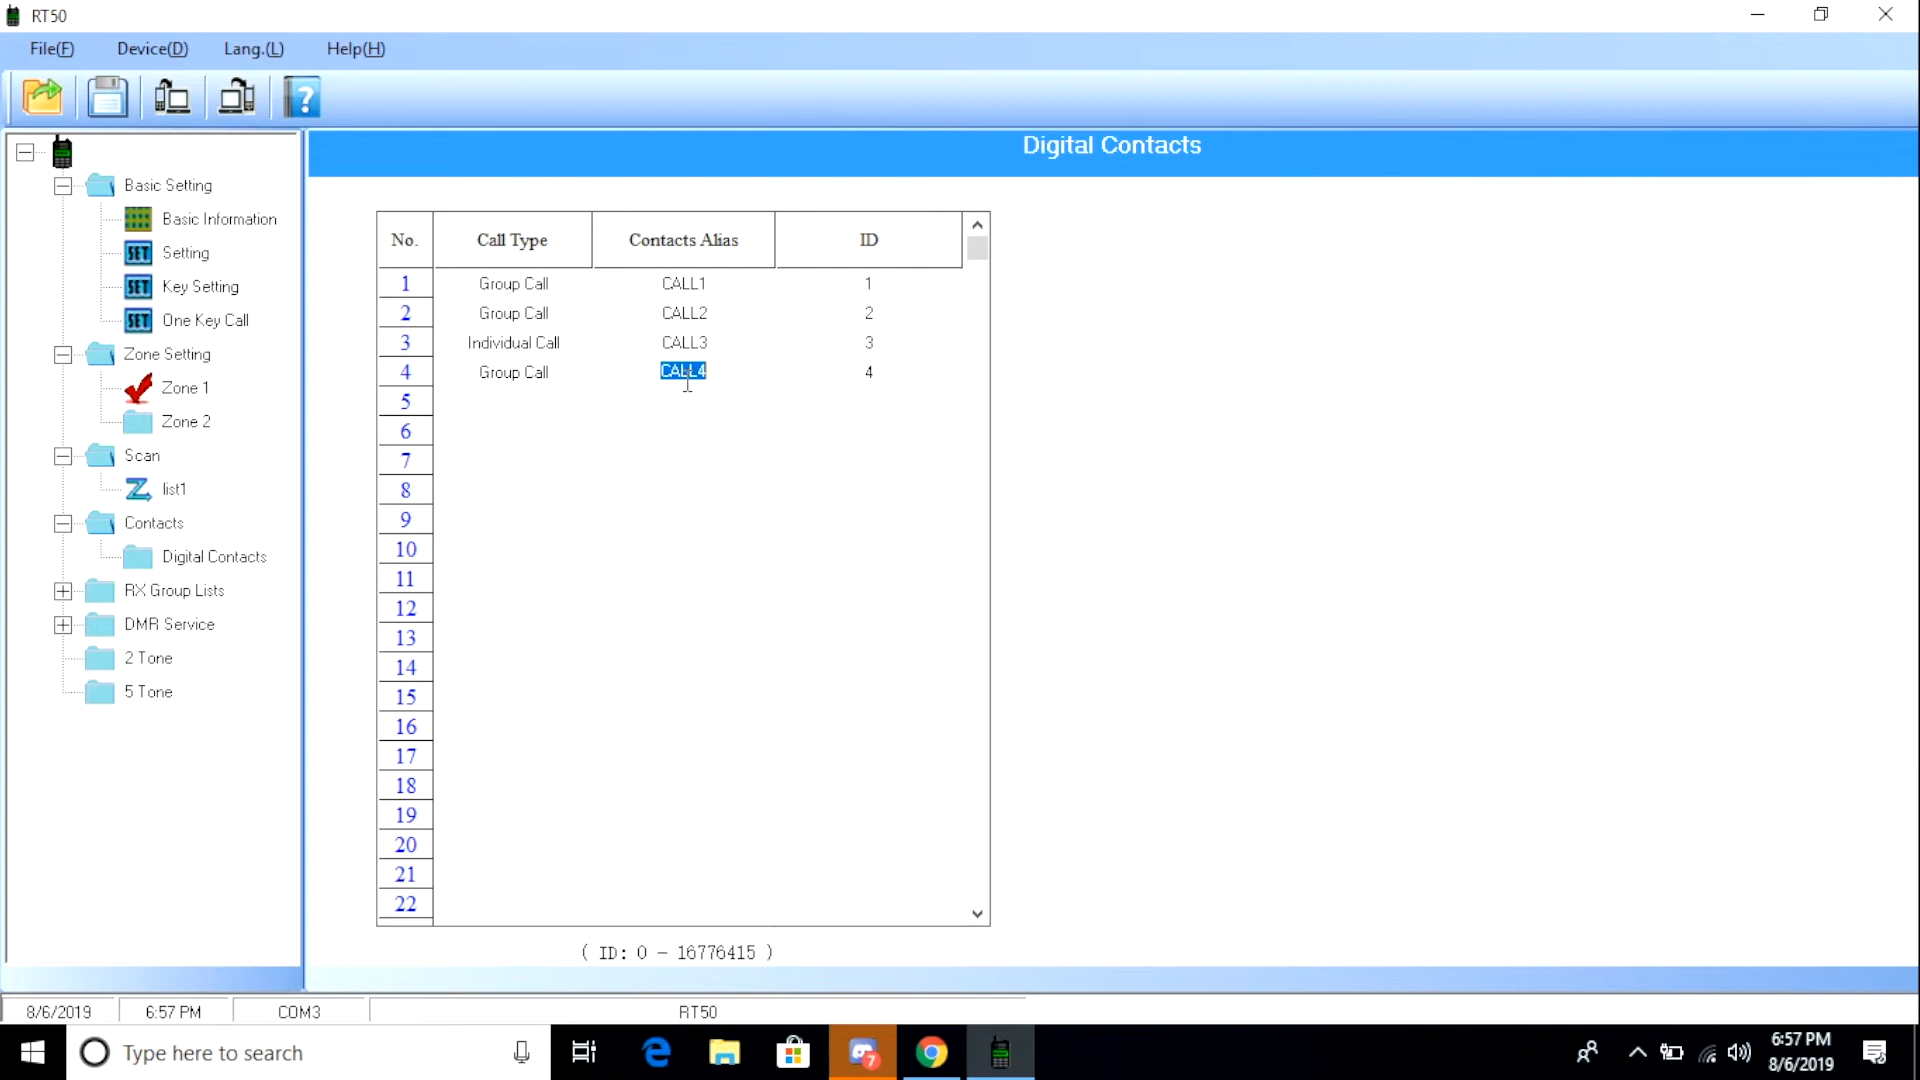 RT50
File(F) Device(D) Lang.(L) Help(H)
Digital Contacts
Basic Setting
Basic Information
SET Setting
SET Key Setting
SET One Key Call
Zone Setting
Zone 1
Zone 2
Scan
list1
Contacts
Digital Contacts
RX Group Lists
DMR Service
2 Tone
5 Tone
No. Call Type Contacts Alias ID
1 Group Call CALL1 1
2 Group Call CALL2 2
3 Individual Call CALL3 3
4 Group Call CALL4 4
5
6
7
8
9
10
11
12
13
14
15
16
17
18
19
20
21
22
( ID: 0 - 16776415 )
8/6/2019 6:57 PM COM3 RT50
Type here to search
7
6:57 PM
8/6/2019